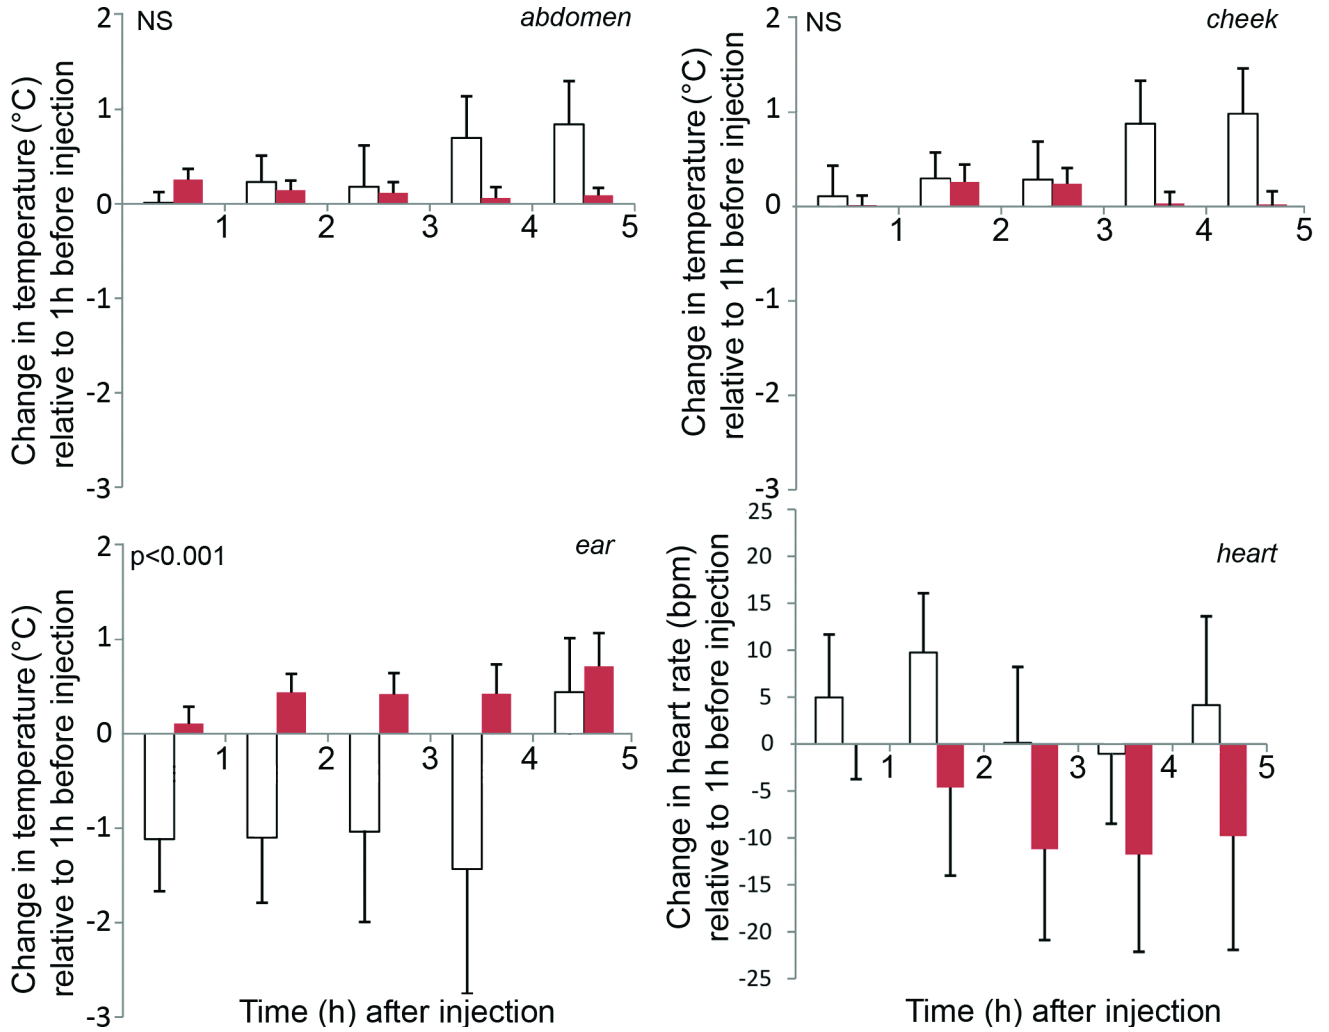 Change in temperature (°C)
relative to 1h before injection
2
1
0
-1
-2
-3
NS
abdomen
1 2 3 4 5
Change in temperature (°C)
relative to 1h before injection
2
1
0
-1
-2
-3
NS
cheek
1 2 3 4 5
Change in temperature (°C)
relative to 1h before injection
2
1
0
-1
-2
-3
p<0.001
ear
1 2 3 4 5
Time (h) after injection
Change in heart rate (bpm)
relative to 1h before injection
25
20
15
10
5
0
-5
-10
-15
-20
-25
heart
1 2 3 4 5
Time (h) after injection